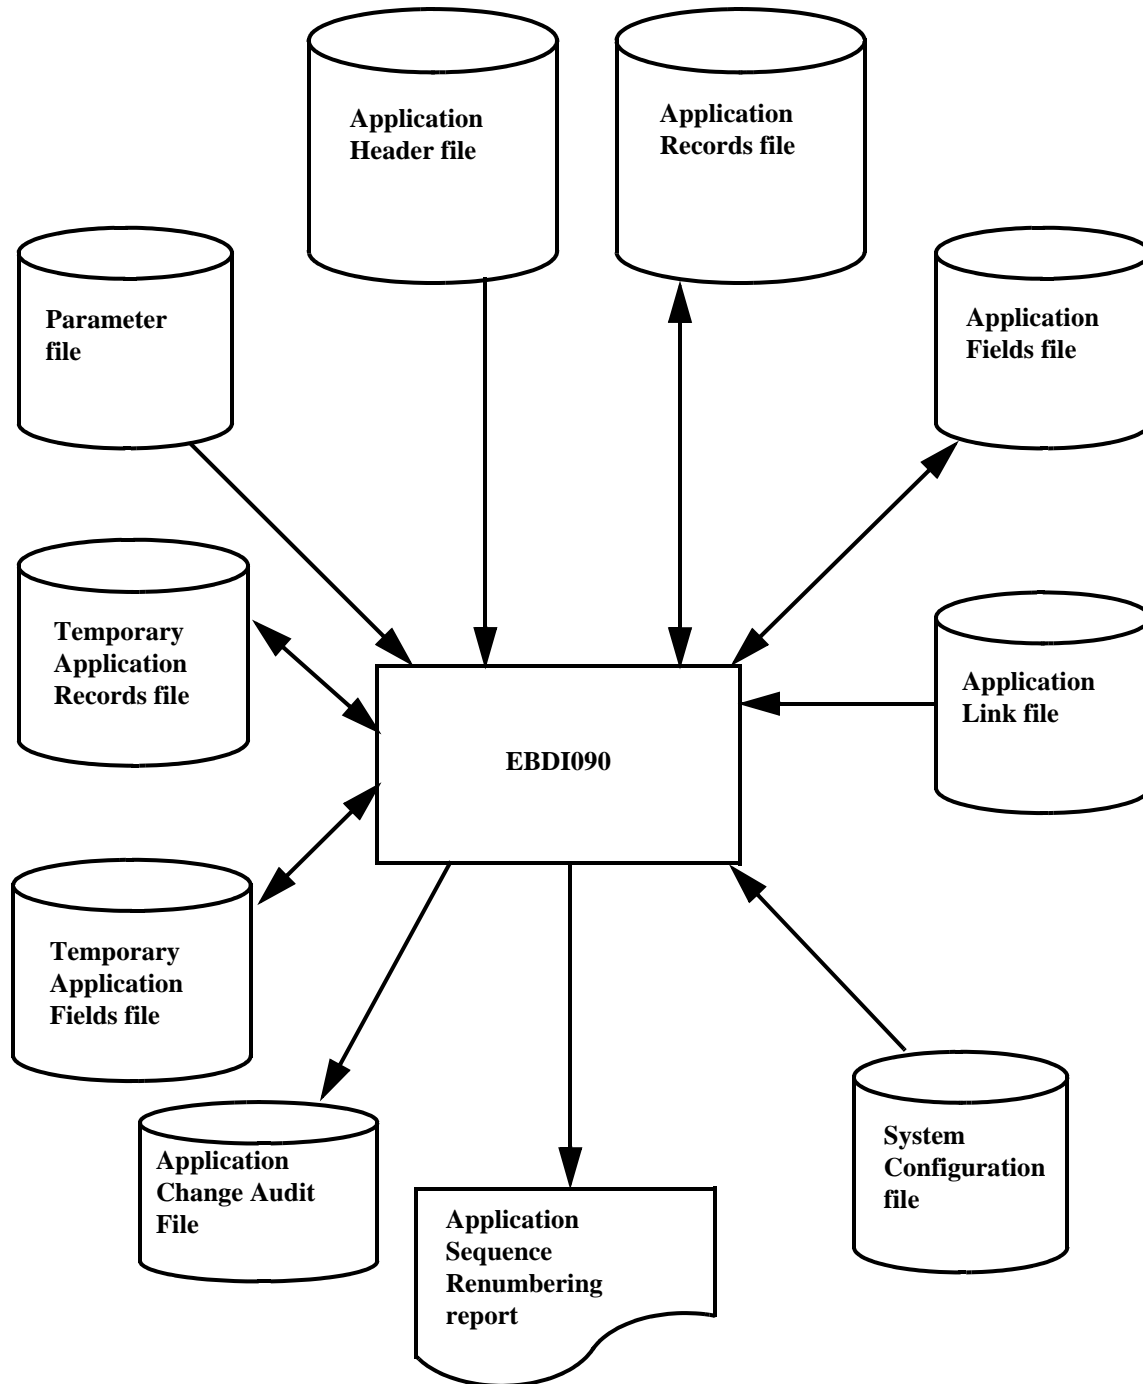 Application
Header file
Application
Records file
Parameter
file
Application
Fields file
Temporary
Application
Records file
Application
Link file
EBDI090
Temporary
Application
Fields file
Application
Change Audit
File
System
Configuration
file
Application
Sequence
Renumbering
report